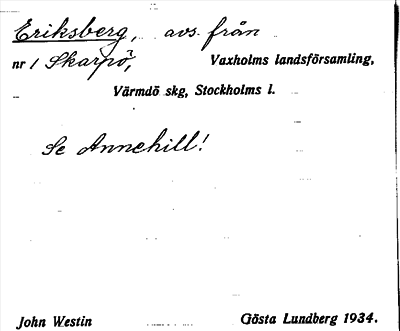 Eriksberg, avs. från
nr 1 Skarpö, Vaxholms landsförsamling,
Värmdö skg, Stockholms l.
Se Annehill!
John Westin Gösta Lundberg 1934.